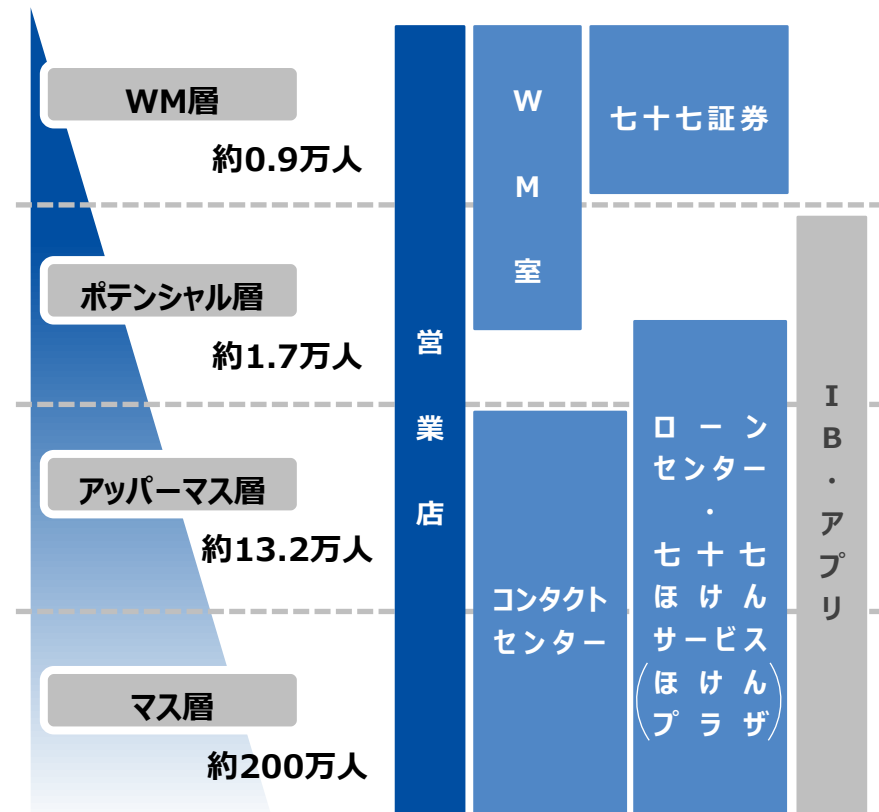 WM層
約0.9万人
ポテンシャル層
約1.7万人
アッパーマス層
約13.2万人
マス層
約200万人
営業店
WM室
七十七証券
コンタクト
センター
ローン
センター
・
七十七
ほけん
サービス
(ほけん
プラザ)
IB・アプリ